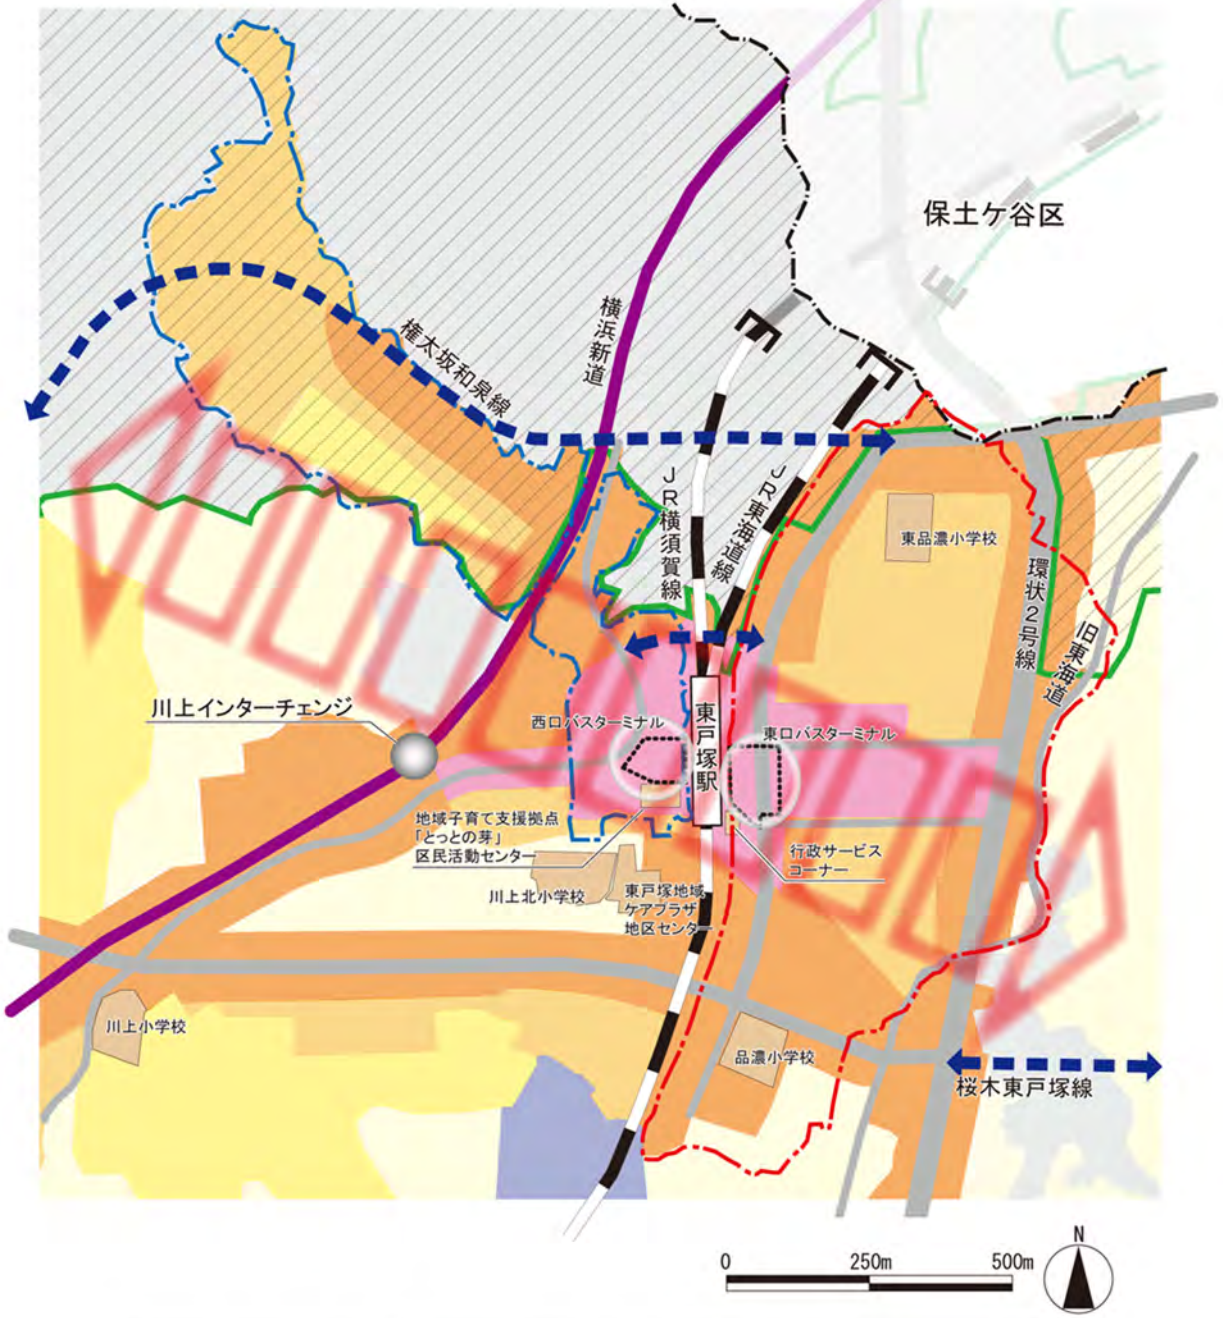 保土ケ谷区
横浜新道
権太坂和泉線
JR横須賀線
JR東海道線
東品濃小学校
環状2号線
旧東海道
川上インターチェンジ
西口バスターミナル
東戸塚駅
東口バスターミナル
地域子育て支援拠点
「とっとの芽」
区民活動センター
行政サービス
コーナー
川上北小学校
東戸塚地域
ケアプラザ
地区センター
川上小学校
品濃小学校
桜木東戸塚線
N
0 250m 500m